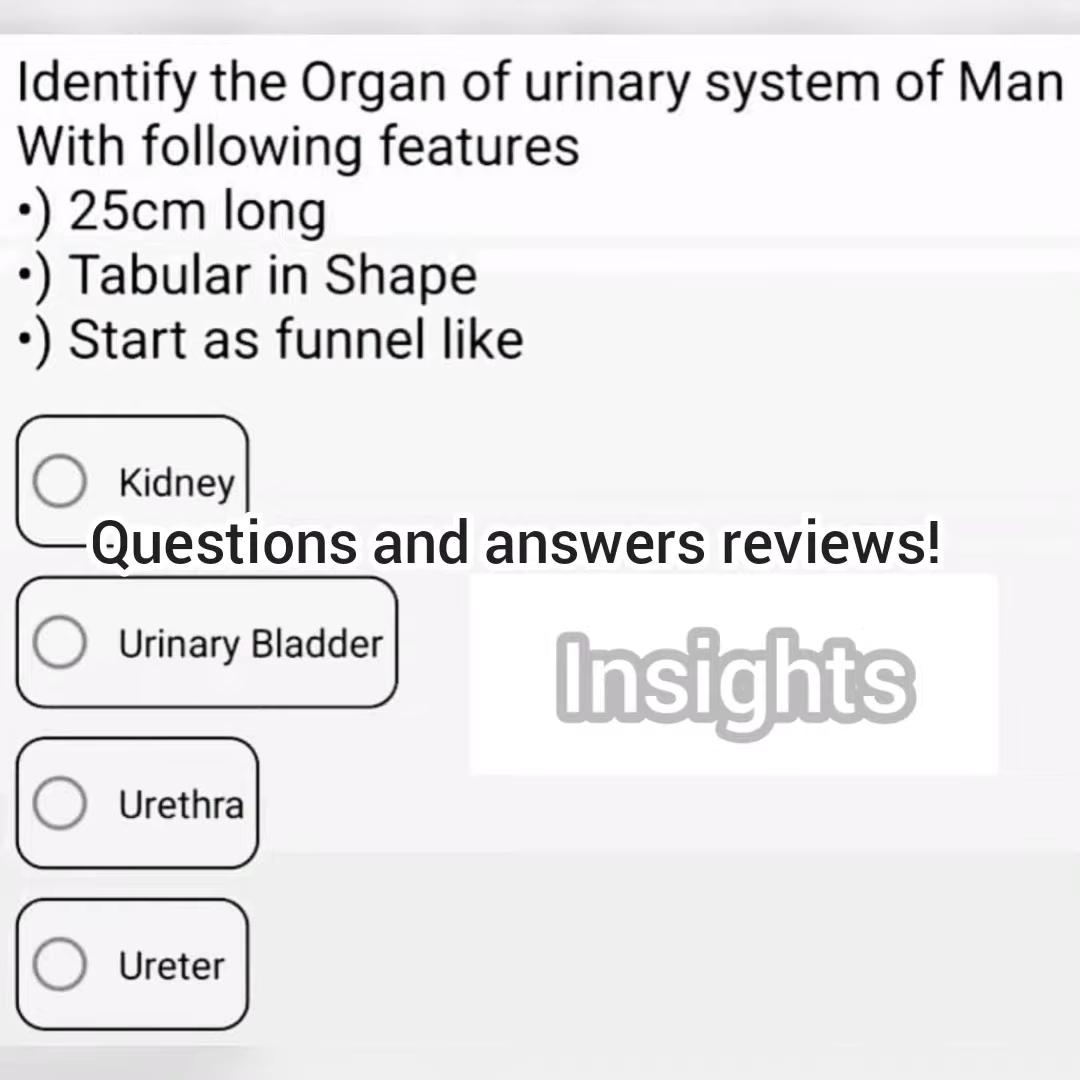 Identify the Organ of urinary system of Man
With following features
•) 25cm long
•) Tabular in Shape
•) Start as funnel like
Kidney
Questions and answers reviews!
Urinary Bladder
Insights
Urethra
Ureter